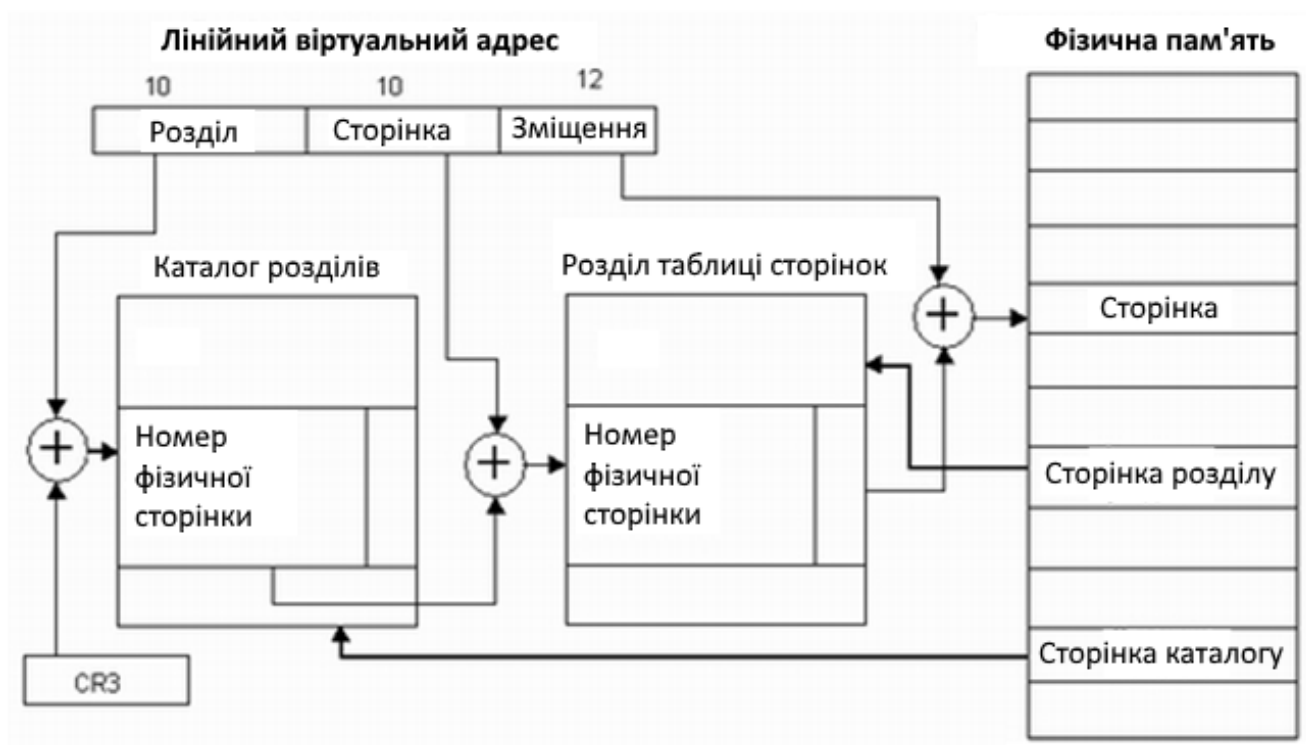 Лінійний віртуальний адрес
Фізична пам'ять
10
10
12
Розділ
Сторінка
Зміщення
Каталог розділів
Розділ таблиці сторінок
Номер
фізичної
сторінки
Номер
фізичної
сторінки
Сторінка
Сторінка розділу
Сторінка каталогу
CR3